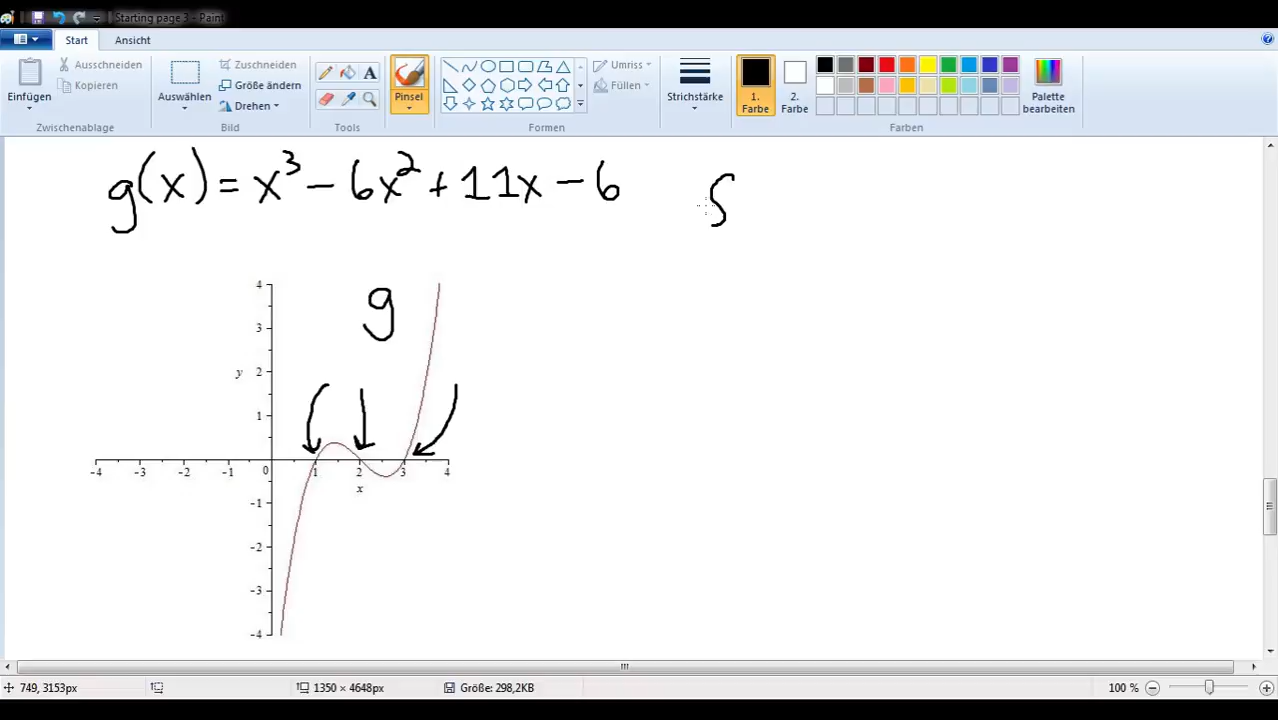 Starting page 3 - Paint
Start
Ansicht
Einfügen
Ausschneiden
Kopieren
Zwischenablage
Auswählen
Zuschneiden
Größe ändern
Drehen
Bild
Pinsel
Tools
Umriss
Füllen
Formen
Strichstärke
1.
Farbe
2.
Farbe
Palette
bearbeiten
Farben
g(x) = x³ − 6x² + 11x − 6
S
g
4
3
y
2
1
-4 -3 -2 -1 0 1 2 3 4
x
-1
-2
-3
-4
749, 3153px
1350 × 4648px
Größe: 298,2KB
100 %